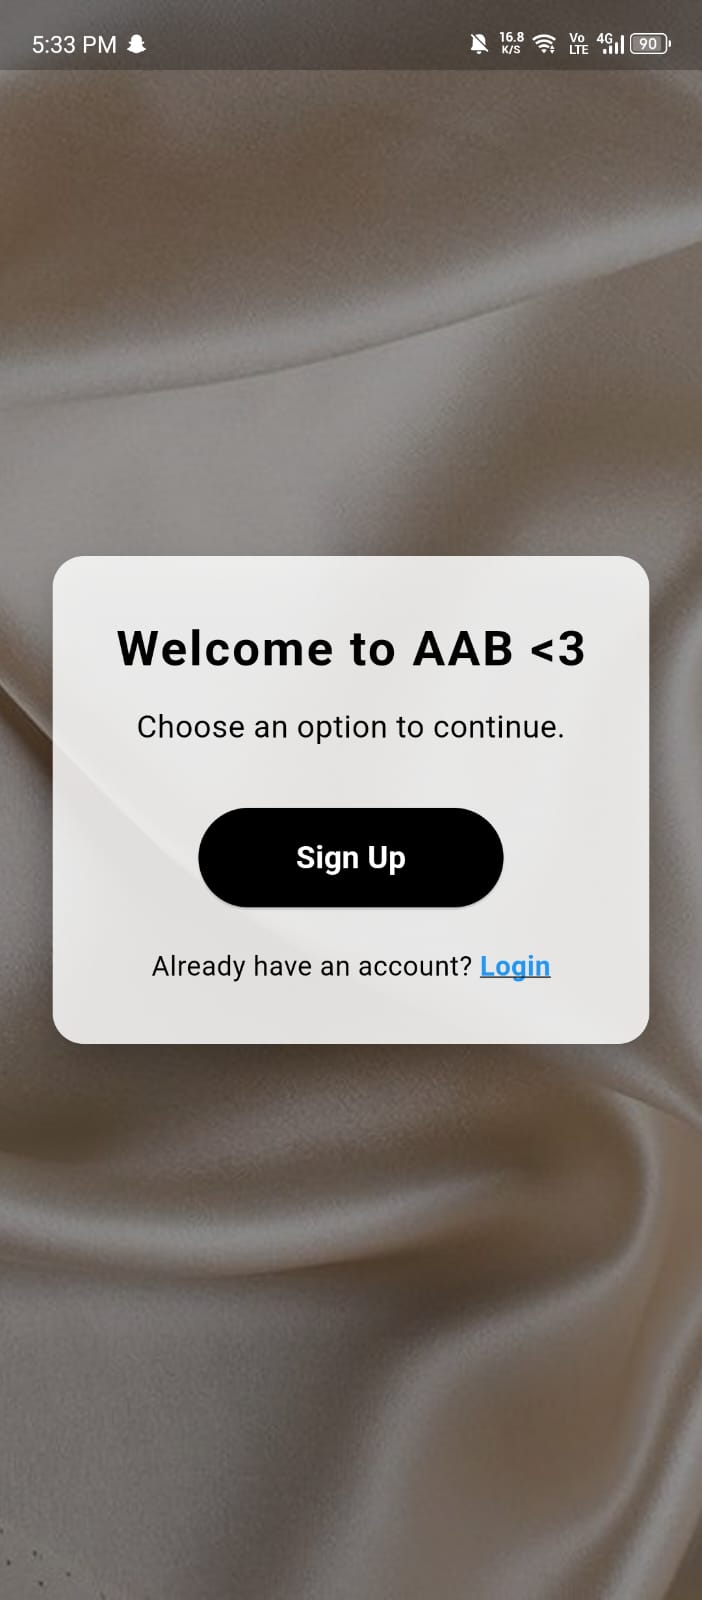 5:33 PM
16.8 K/S Vo LTE 4G 90
Welcome to AAB <3
Choose an option to continue.
Sign Up
Already have an account? Login